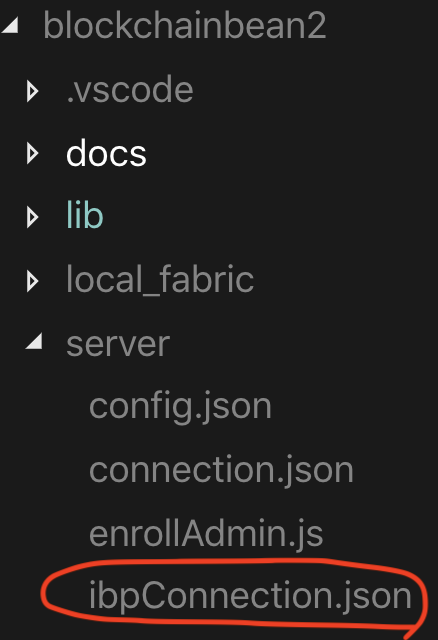 blockchainbean2
.vscode
docs
lib
local_fabric
server
config.json
connection.json
enrollAdmin.js
ibpConnection.json